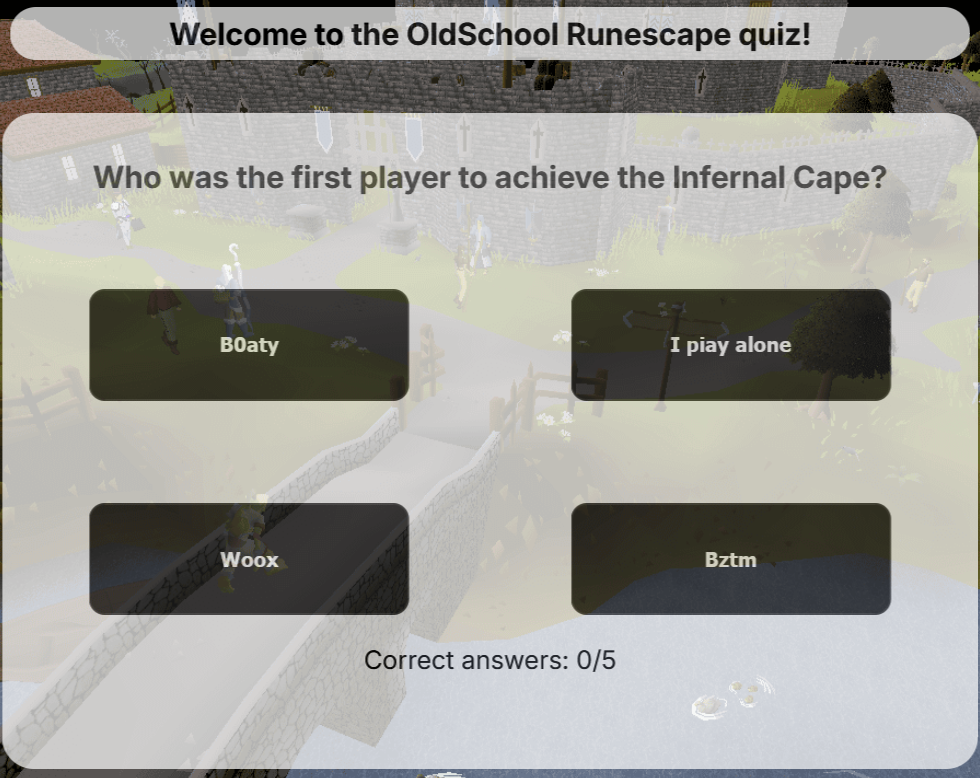 Welcome to the OldSchool Runescape quiz!
Who was the first player to achieve the Infernal Cape?
B0aty
I piay alone
Woox
Bztm
Correct answers: 0/5